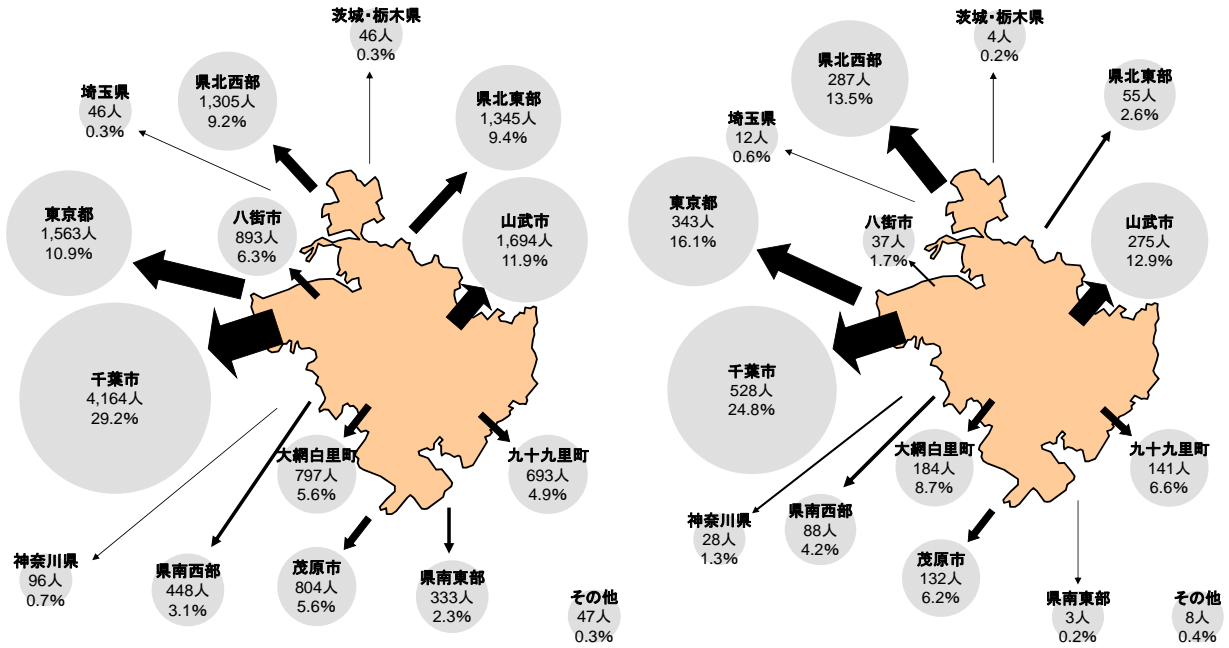 茨城・栃木県
46人
0.3%
県北西部
1,305人
9.2%
埼玉県
46人
0.3%
県北東部
1,345人
9.4%
東京都
1,563人
10.9%
八街市
893人
6.3%
山武市
1,694人
11.9%
千葉市
4,164人
29.2%
大網白里町
797人
5.6%
九十九里町
693人
4.9%
神奈川県
96人
0.7%
県南西部
448人
3.1%
茂原市
804人
5.6%
県南東部
333人
2.3%
その他
47人
0.3%
茨城・栃木県
4人
0.2%
県北西部
287人
13.5%
県北東部
55人
2.6%
埼玉県
12人
0.6%
東京都
343人
16.1%
八街市
37人
1.7%
山武市
275人
12.9%
千葉市
528人
24.8%
大網白里町
184人
8.7%
九十九里町
141人
6.6%
神奈川県
28人
1.3%
県南西部
88人
4.2%
茂原市
132人
6.2%
県南東部
3人
0.2%
その他
8人
0.4%